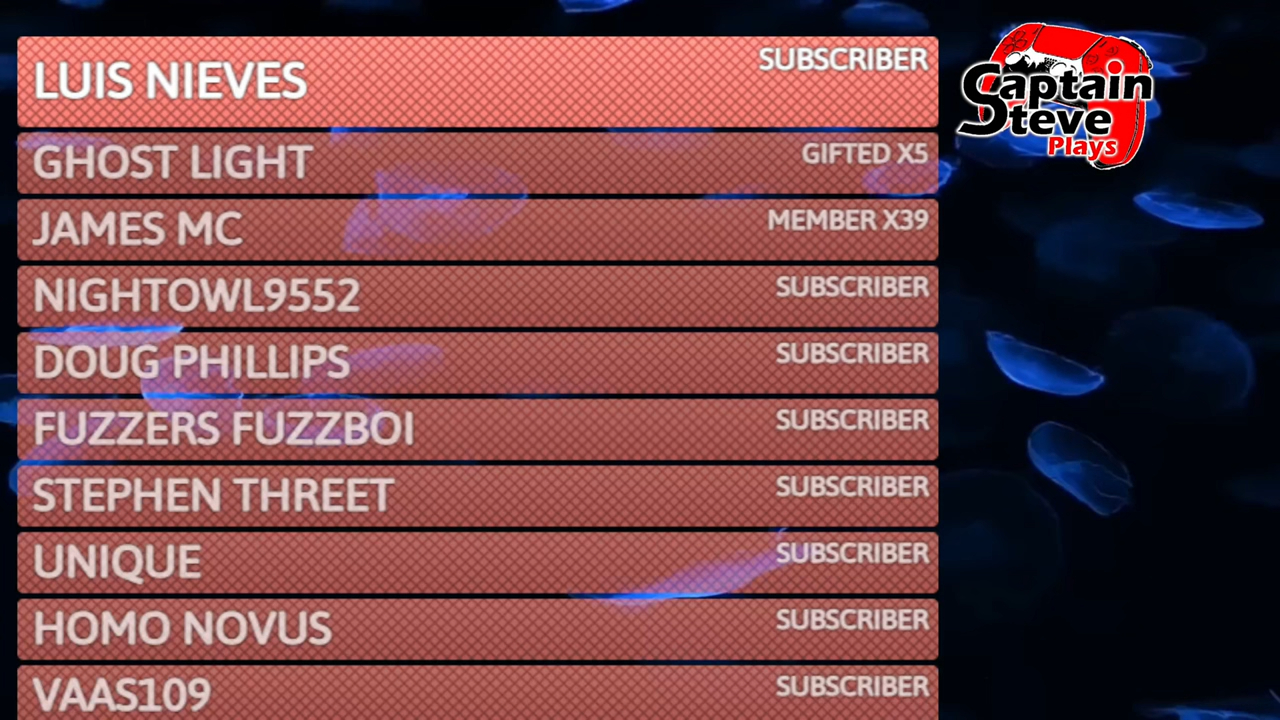 LUIS NIEVES SUBSCRIBER
GHOST LIGHT GIFTED X5
JAMES MC MEMBER X39
NIGHTOWL9552 SUBSCRIBER
DOUG PHILLIPS SUBSCRIBER
FUZZERS FUZZBOI SUBSCRIBER
STEPHEN THREET SUBSCRIBER
UNIQUE SUBSCRIBER
HOMO NOVUS SUBSCRIBER
VAAS109 SUBSCRIBER
Captain
Steve
Plays